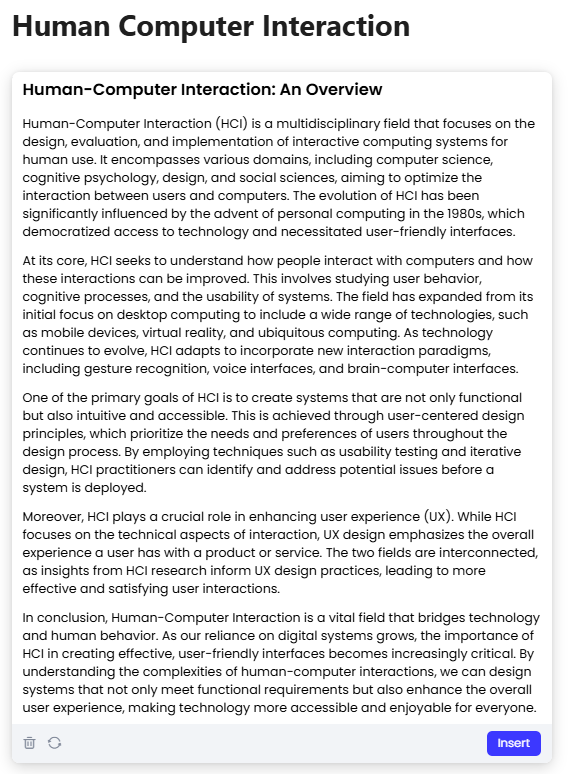 Human Computer Interaction
Human-Computer Interaction: An Overview
Human-Computer Interaction (HCI) is a multidisciplinary field that focuses on the
design, evaluation, and implementation of interactive computing systems for
human use. It encompasses various domains, including computer science,
cognitive psychology, design, and social sciences, aiming to optimize the
interaction between users and computers. The evolution of HCI has been
significantly influenced by the advent of personal computing in the 1980s, which
democratized access to technology and necessitated user-friendly interfaces.
At its core, HCI seeks to understand how people interact with computers and how
these interactions can be improved. This involves studying user behavior,
cognitive processes, and the usability of systems. The field has expanded from its
initial focus on desktop computing to include a wide range of technologies, such
as mobile devices, virtual reality, and ubiquitous computing. As technology
continues to evolve, HCI adapts to incorporate new interaction paradigms,
including gesture recognition, voice interfaces, and brain-computer interfaces.
One of the primary goals of HCI is to create systems that are not only functional
but also intuitive and accessible. This is achieved through user-centered design
principles, which prioritize the needs and preferences of users throughout the
design process. By employing techniques such as usability testing and iterative
design, HCI practitioners can identify and address potential issues before a
system is deployed.
Moreover, HCI plays a crucial role in enhancing user experience (UX). While HCI
focuses on the technical aspects of interaction, UX design emphasizes the overall
experience a user has with a product or service. The two fields are interconnected,
as insights from HCI research inform UX design practices, leading to more
effective and satisfying user interactions.
In conclusion, Human-Computer Interaction is a vital field that bridges technology
and human behavior. As our reliance on digital systems grows, the importance of
HCI in creating effective, user-friendly interfaces becomes increasingly critical. By
understanding the complexities of human-computer interactions, we can design
systems that not only meet functional requirements but also enhance the overall
user experience, making technology more accessible and enjoyable for everyone.
Insert